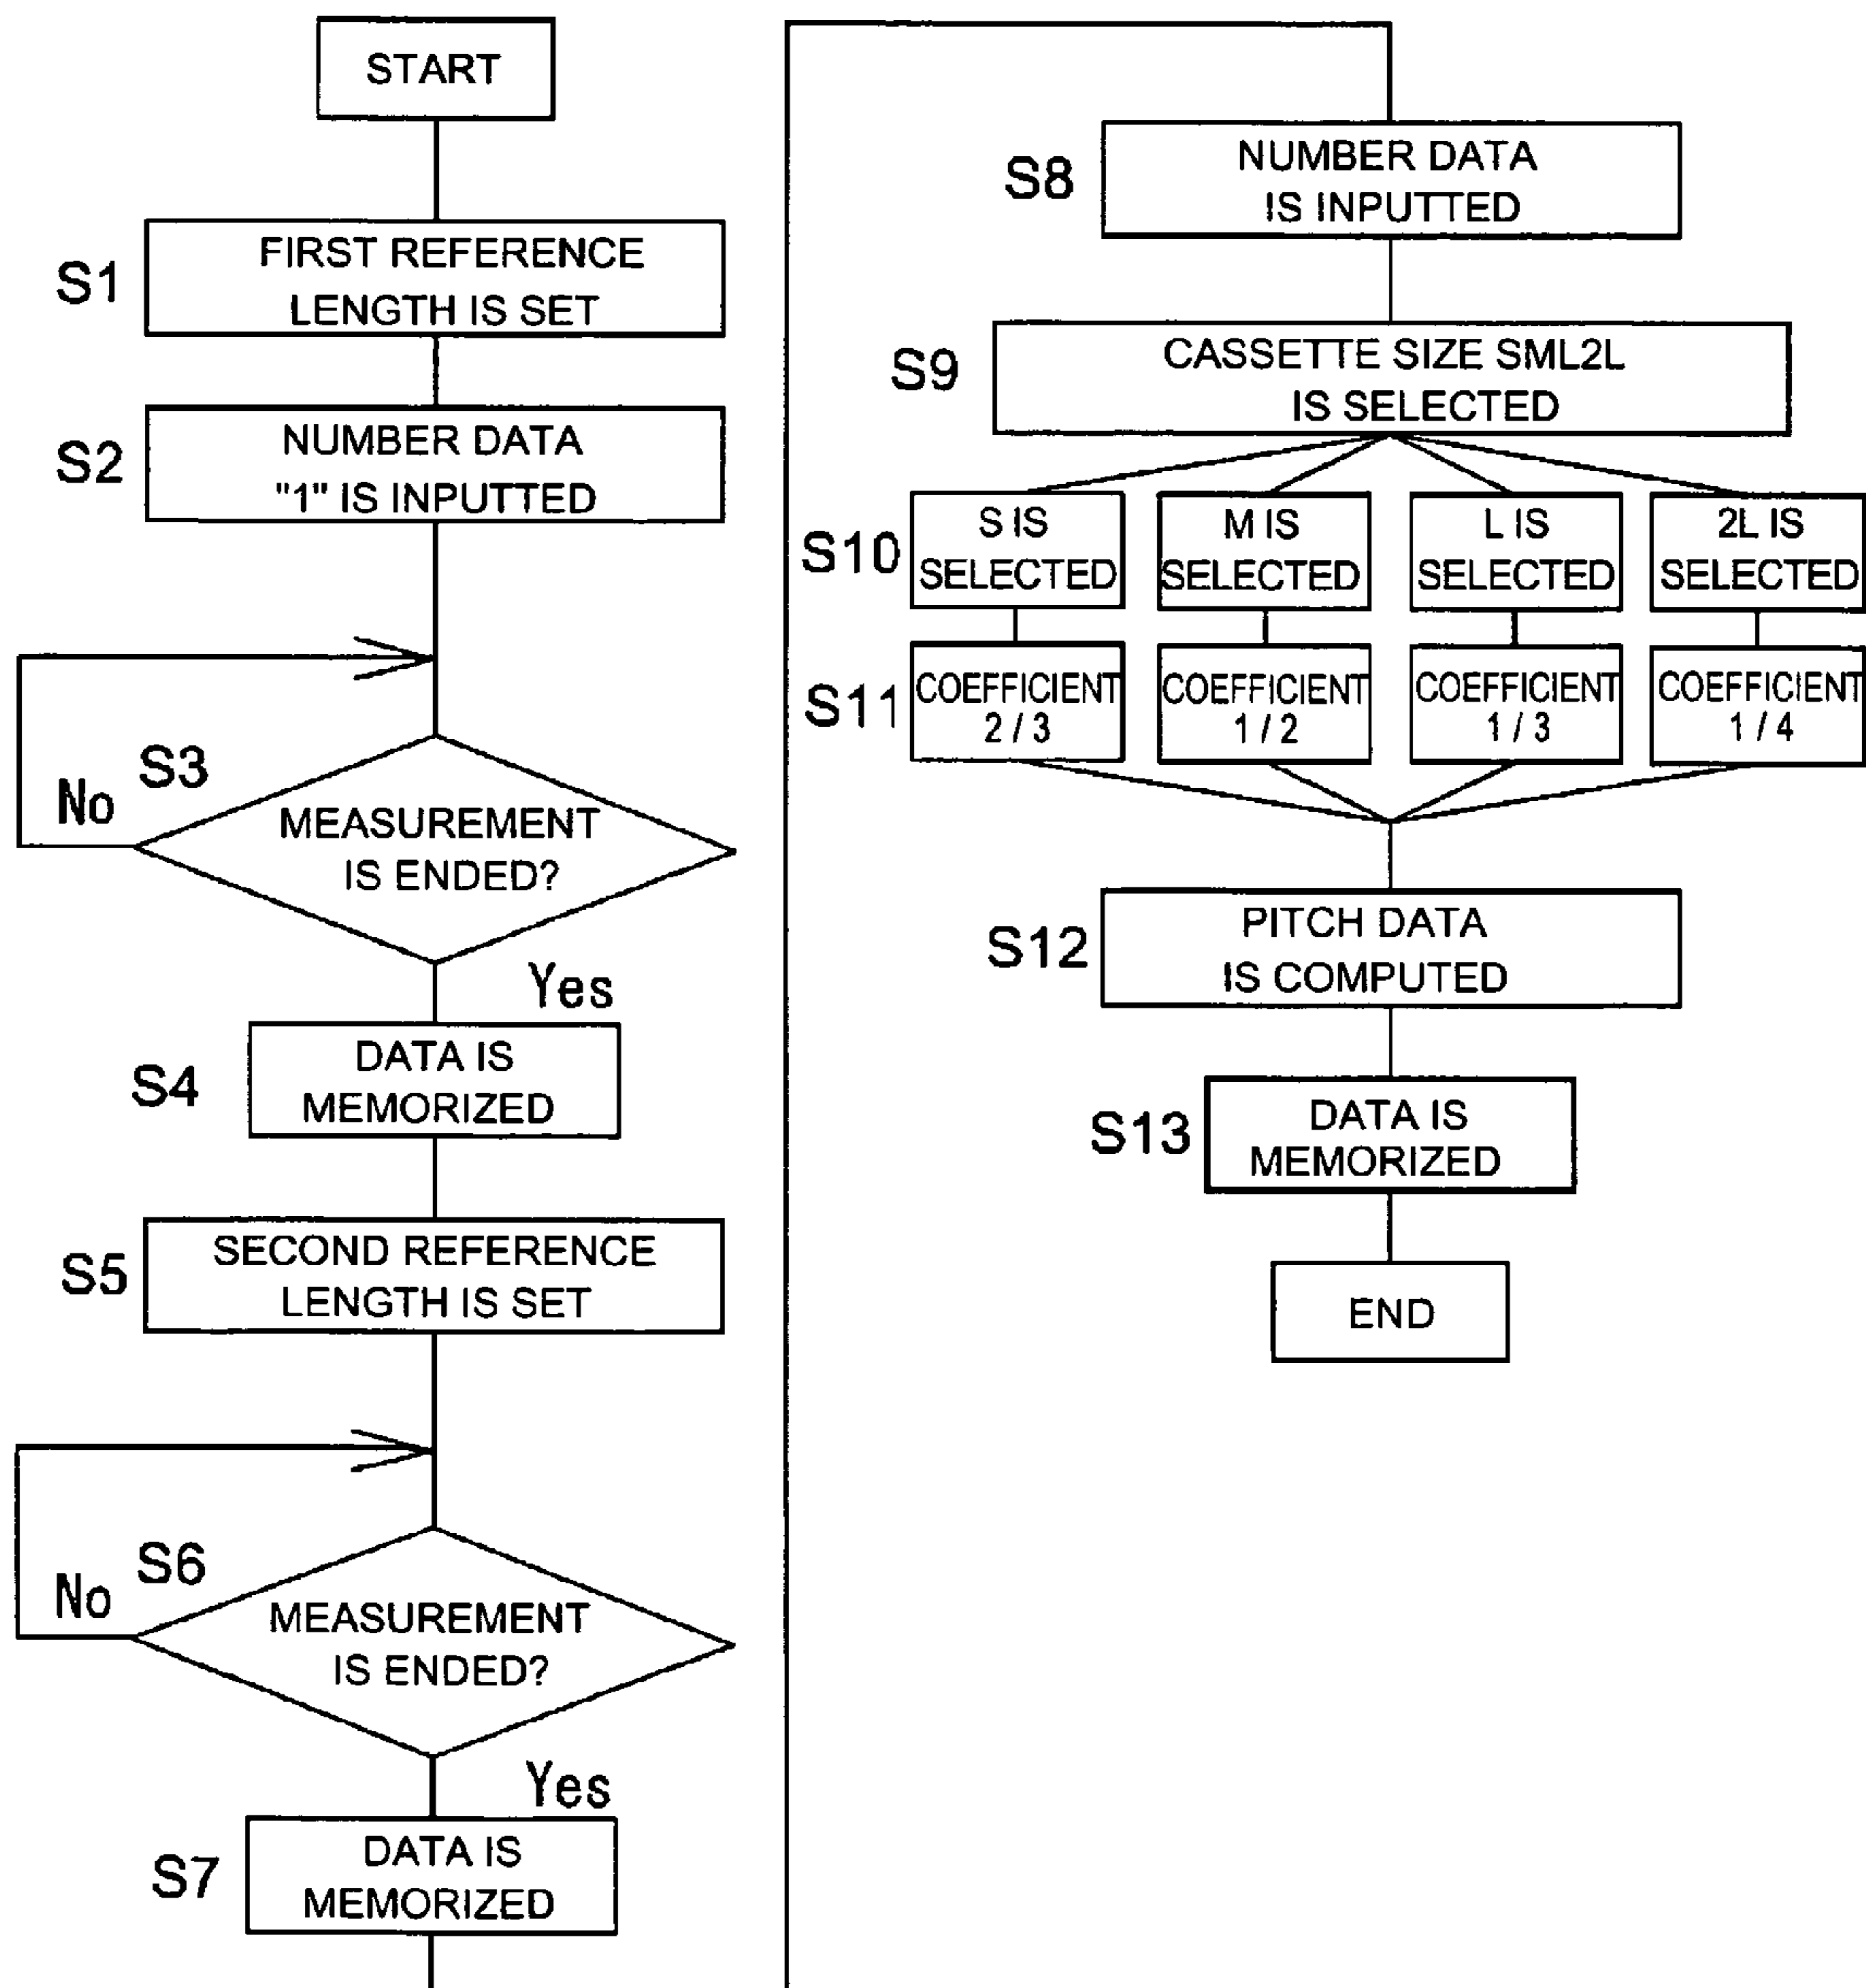 START
S1
FIRST REFERENCE
LENGTH IS SET
S2
NUMBER DATA
"1" IS INPUTTED
S3
No
MEASUREMENT
IS ENDED?
Yes
S4
DATA IS
MEMORIZED
S5
SECOND REFERENCE
LENGTH IS SET
S6
No
MEASUREMENT
IS ENDED?
Yes
S7
DATA IS
MEMORIZED
S8
NUMBER DATA
IS INPUTTED
S9
CASSETTE SIZE SML2L
IS SELECTED
S10
S IS
SELECTED
M IS
SELECTED
L IS
SELECTED
2L IS
SELECTED
S11
COEFFICIENT
2 / 3
COEFFICIENT
1 / 2
COEFFICIENT
1 / 3
COEFFICIENT
1 / 4
S12
PITCH DATA
IS COMPUTED
S13
DATA IS
MEMORIZED
END